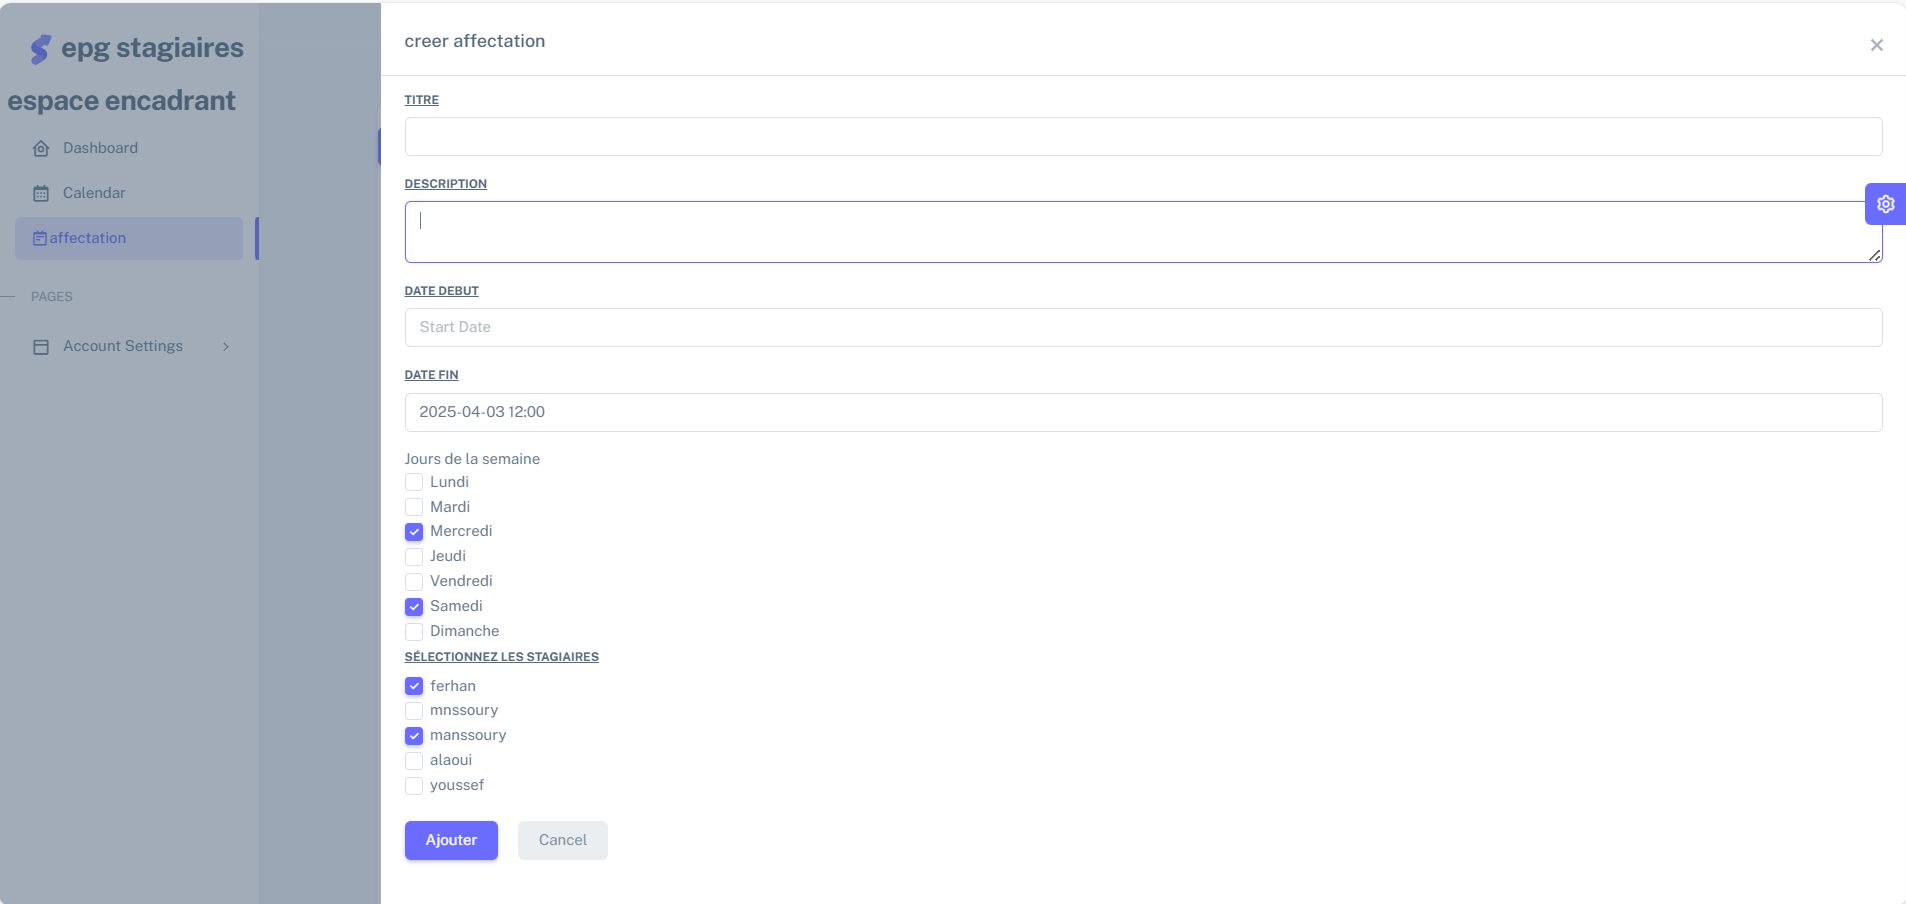 epg stagiaires
espace encadrant
Dashboard
Calendar
affectation
PAGES
Account Settings
creer affectation
TITRE
DESCRIPTION
DATE DEBUT
Start Date
DATE FIN
2025-04-03 12:00
Jours de la semaine
Lundi
Mardi
Mercredi
Jeudi
Vendredi
Samedi
Dimanche
SÉLECTIONNEZ LES STAGIAIRES
ferhan
mnssoury
manssoury
alaoui
youssef
Ajouter Cancel